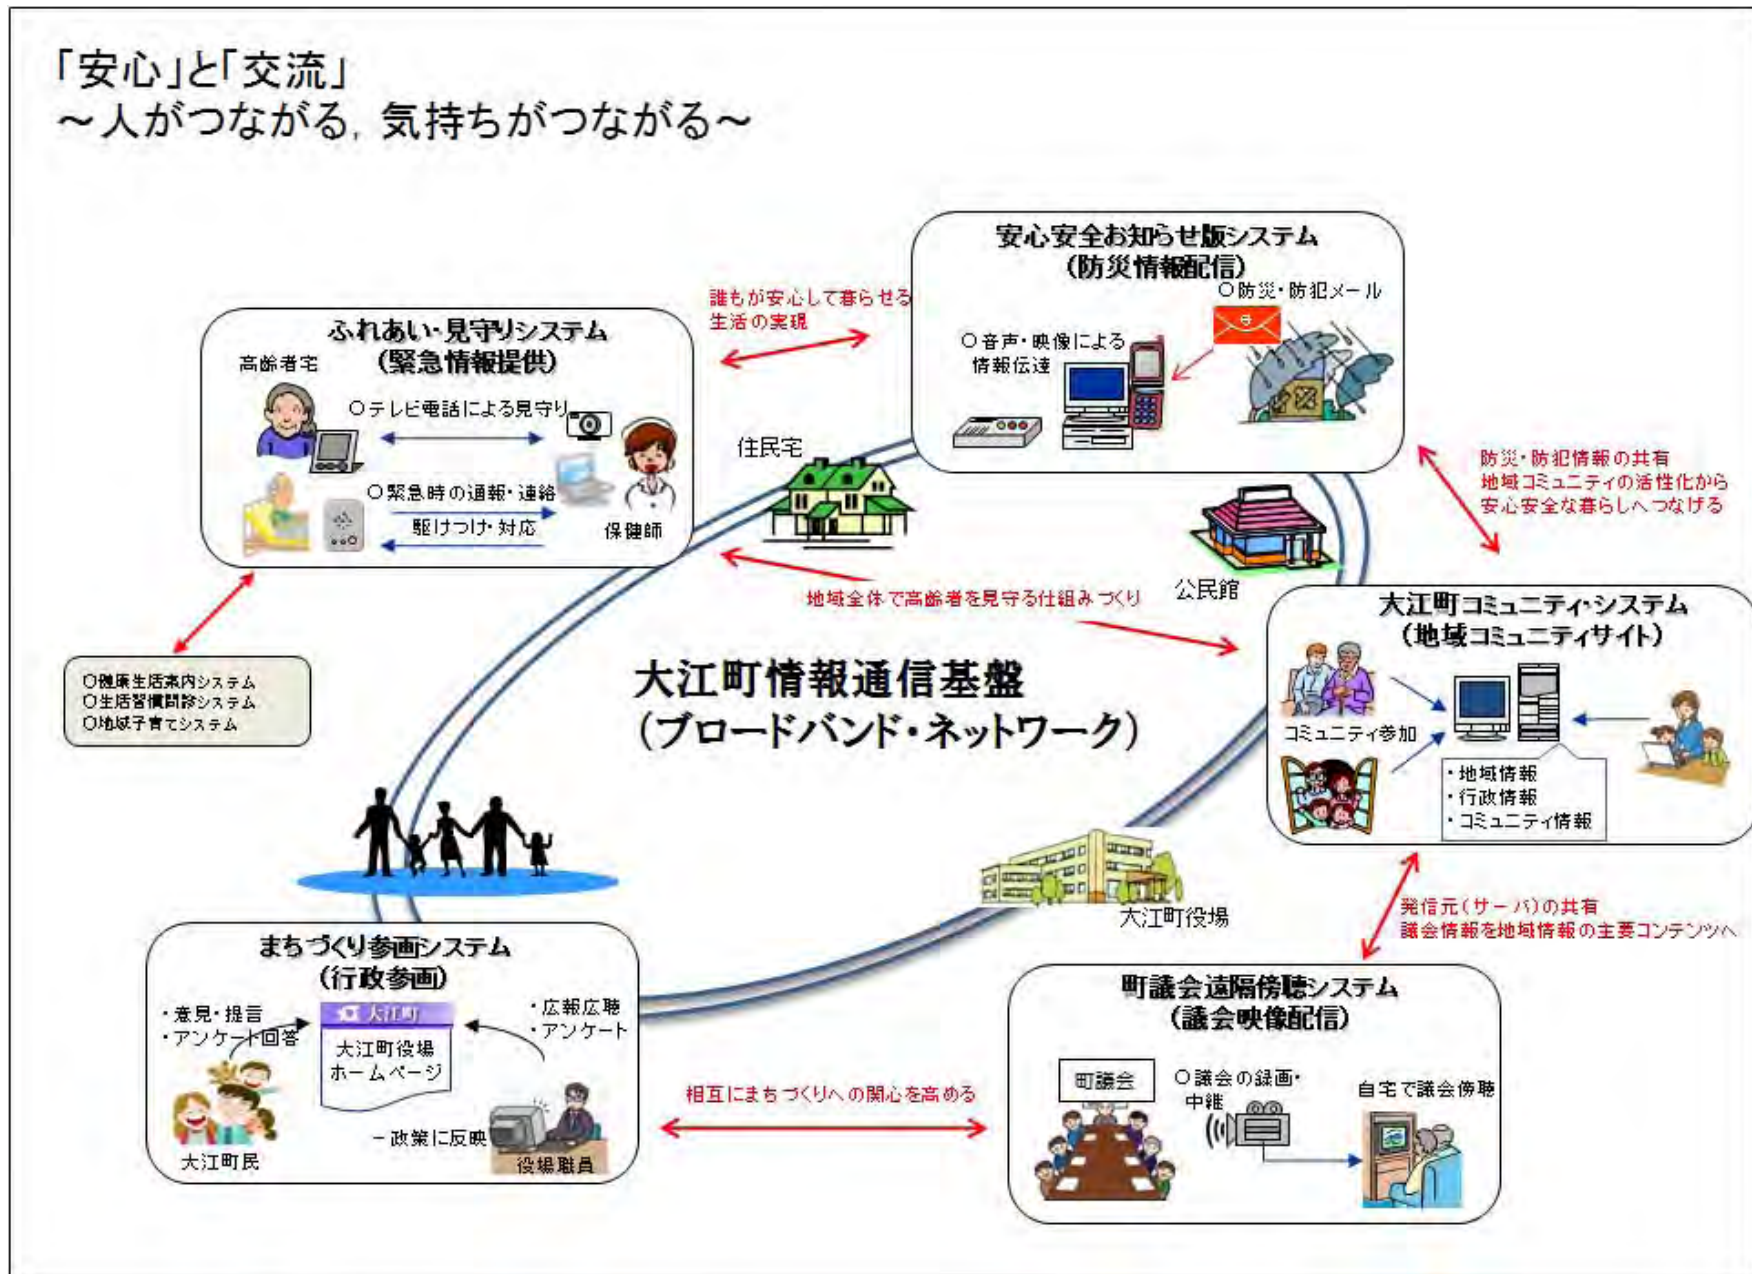 「安心」と「交流」
～人がつながる，気持ちがつながる～
安心安全お知らせ版システム
（防災情報配信）
○防災・防犯メール
○音声・映像による
情報伝達
誰もが安心して暮らせる
生活の実現
ふれあい・見守りシステム
（緊急情報提供）
高齢者宅
○テレビ電話による見守り
○緊急時の通報・連絡
駆けつけ・対応
保健師
住民宅
公民館
防災・防犯情報の共有
地域コミュニティの活性化から
安心安全な暮らしへつなげる
地域全体で高齢者を見守る仕組みづくり
大江町コミュニティ・システム
（地域コミュニティサイト）
コミュニティ参加
・地域情報
・行政情報
・コミュニティ情報
○健康生活案内システム
○生活習慣問診システム
○地域子育てシステム
大江町情報通信基盤
（ブロードバンド・ネットワーク）
大江町役場
発信元（サーバ）の共有
議会情報を地域情報の主要コンテンツへ
まちづくり参画システム
（行政参画）
・意見・提言
・アンケート回答
大江町
大江町役場
ホームページ
・広報広聴
・アンケート
－政策に反映
大江町民
役場職員
相互にまちづくりへの関心を高める
町議会遠隔傍聴システム
（議会映像配信）
町議会
○議会の録画・
中継
自宅で議会傍聴